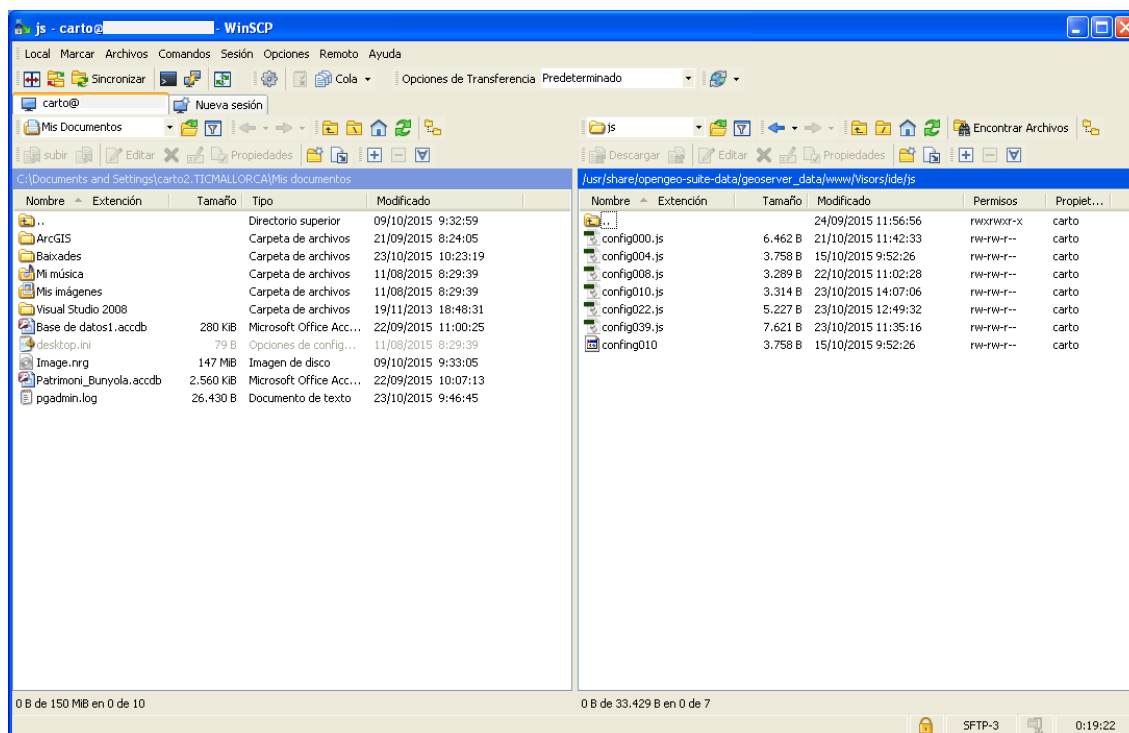 js - carto@ - WinSCP
Local Marcar Archivos Comandos Sesión Opciones Remoto Ayuda
Sincronizar Cola Opciones de Transferencia Predeterminado
carto@ Nueva sesión
Mis Documentos js Encontrar Archivos
subir Editar Propiedades Descargar Editar Propiedades
C:\Documents and Settings\carto2.TICMALLORCA\Mis documentos /usr/share/opengeo-suite-data/geoserver_data/www/Visors/ide/js
Nombre Extención Tamaño Tipo Modificado Nombre Extención Tamaño Modificado Permisos Propiet...
.. Directorio superior 09/10/2015 9:32:59 .. 24/09/2015 11:56:56 rwxrwxr-x carto
ArcGIS Carpeta de archivos 21/09/2015 8:24:05 config000.js 6.462 B 21/10/2015 11:42:33 rw-rw-r-- carto
Baixades Carpeta de archivos 23/10/2015 10:23:19 config004.js 3.758 B 15/10/2015 9:52:26 rw-rw-r-- carto
Mi música Carpeta de archivos 11/08/2015 8:29:39 config008.js 3.289 B 22/10/2015 11:02:28 rw-rw-r-- carto
Mis imágenes Carpeta de archivos 11/08/2015 8:29:39 config010.js 3.314 B 23/10/2015 14:07:06 rw-rw-r-- carto
Visual Studio 2008 Carpeta de archivos 19/11/2013 18:48:31 config022.js 5.227 B 23/10/2015 12:49:32 rw-rw-r-- carto
Base de datos1.accdb 280 KiB Microsoft Office Acc... 22/09/2015 11:00:25 config039.js 7.621 B 23/10/2015 11:35:16 rw-rw-r-- carto
desktop.ini 79 B Opciones de config... 11/08/2015 8:29:39 confing010 3.758 B 15/10/2015 9:52:26 rw-rw-r-- carto
Image.nrg 147 MiB Imagen de disco 09/10/2015 9:33:05
Patrimoni_Bunyola.accdb 2.560 KiB Microsoft Office Acc... 22/09/2015 10:07:13
pgadmin.log 26.430 B Documento de texto 23/10/2015 9:46:45
0 B de 150 MiB en 0 de 10 0 B de 33.429 B en 0 de 7
SFTP-3 0:19:22